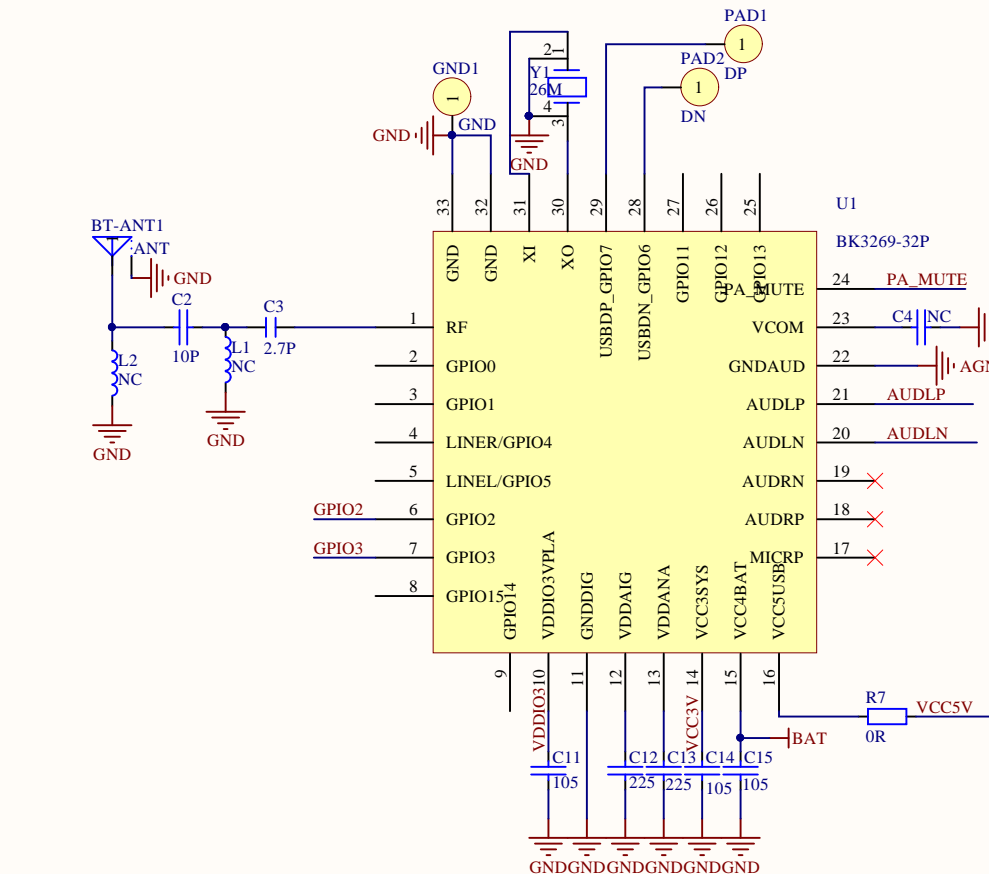 PAD1
1
DP
PAD2
1
DN
2
1
Y1
26M
4
3
GND
GND1
1
GND
GND
33
32
31
30
29
28
27
26
25
U1
BK3269-32P
GND
GND
XI
XO
USBDP_GPIO7
USBDN_GPIO6
GPIO11
GPIO12
GPIO13
BT-ANT1
ANT
GND
C2
10P
C3
2.7P
L2
NC
L1
NC
GND
GND
1
RF
2
GPIO0
3
GPIO1
4
LINER/GPIO4
5
LINEL/GPIO5
GPIO2
6
GPIO2
GPIO3
7
GPIO3
8
GPIO15
PA_MUTE
24
PA_MUTE
VCOM
23
C4
NC
GNDAUD
22
AUDLP
21
AUDLP
AUDLN
20
AUDLN
AUDRN
19
AUDRP
18
MICRP
17
GPIO14
VDDIO3VPLA
GNDDIG
VDDAIG
VDDANA
VCC3SYS
VCC4BAT
VCC5USB
9
10
11
12
13
14
15
16
VDDIO3
VCC3V
R7
0R
VCC5V
BAT
C11
105
C12
225
C13
225
C14
105
C15
105
GND
GND
GND
GND
GND
GND